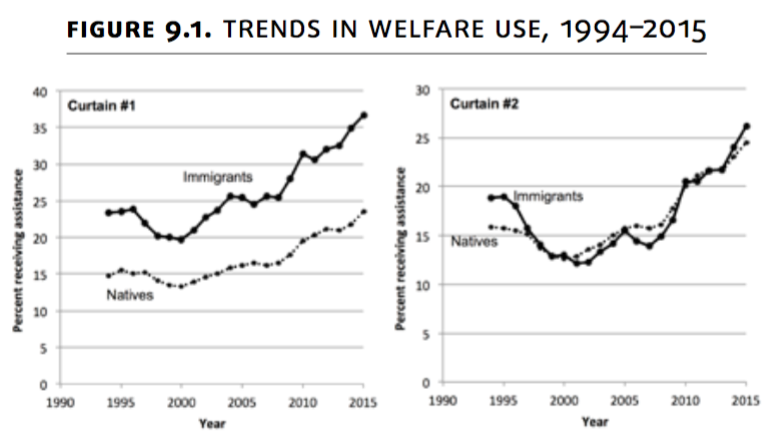 FIGURE 9.1. TRENDS IN WELFARE USE, 1994–2015
Curtain #1
Percent receiving assistance
40
35
30
25
20
15
10
5
0
Immigrants
Natives
1990 1995 2000 2005 2010 2015
Year
Curtain #2
Percent receiving assistance
30
25
20
15
10
5
0
Immigrants
Natives
1990 1995 2000 2005 2010 2015
Year